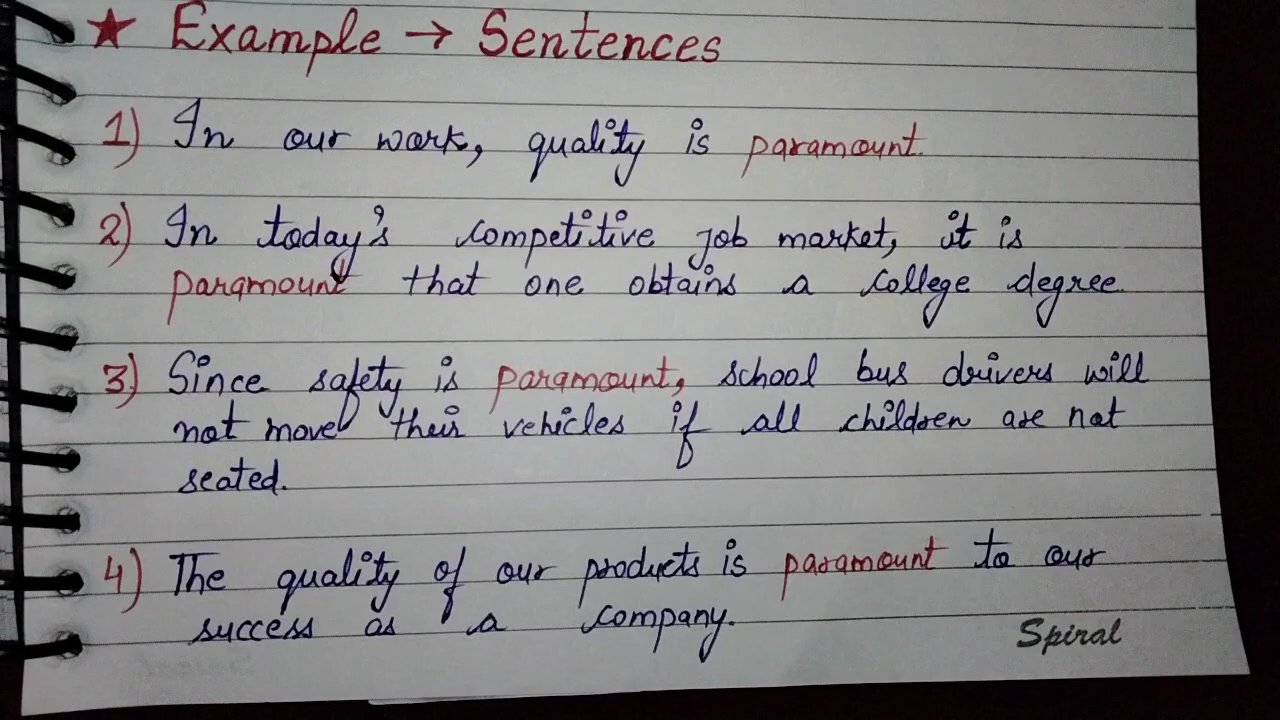 ★ Example → Sentences
1) In our work, quality is paramount.
2) In today's competitive job market, it is
paramount that one obtains a college degree.
3) Since safety is paramount, school bus drivers will
not move their vehicles if all children are not
seated.
4) The quality of our products is paramount to our
success as a company.
Spiral